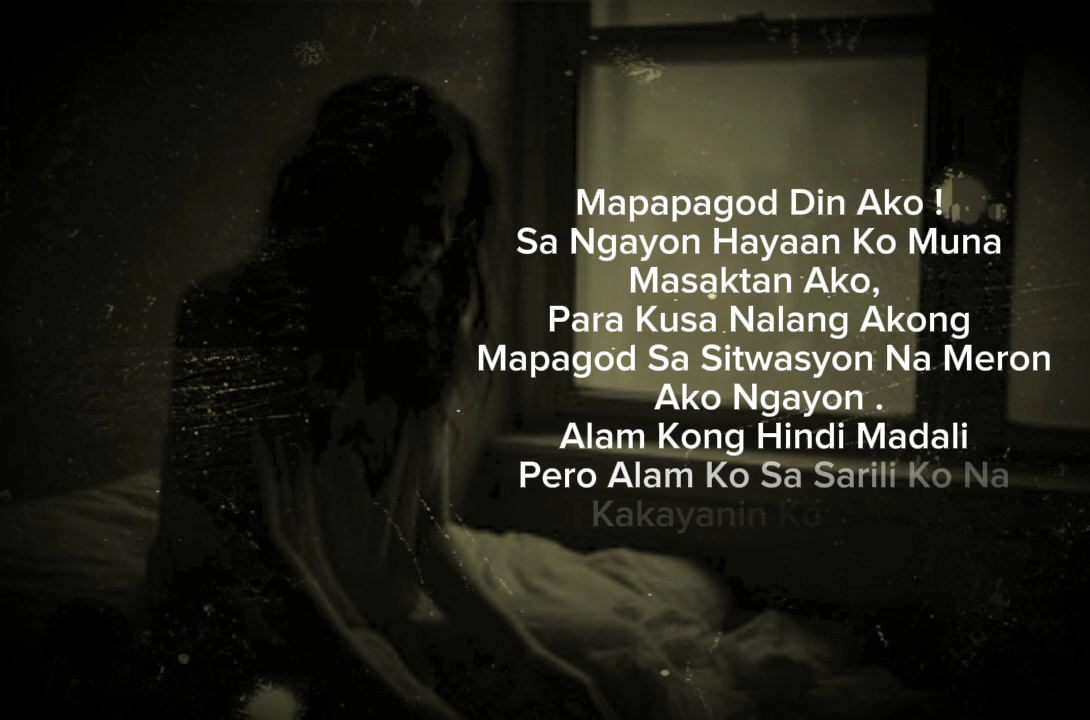 Mapapagod Din Ako !
Sa Ngayon Hayaan Ko Muna
Masaktan Ako,
Para Kusa Nalang Akong
Mapagod Sa Sitwasyon Na Meron
Ako Ngayon .
Alam Kong Hindi Madali
Pero Alam Ko Sa Sarili Ko Na
Kakayanin Ko